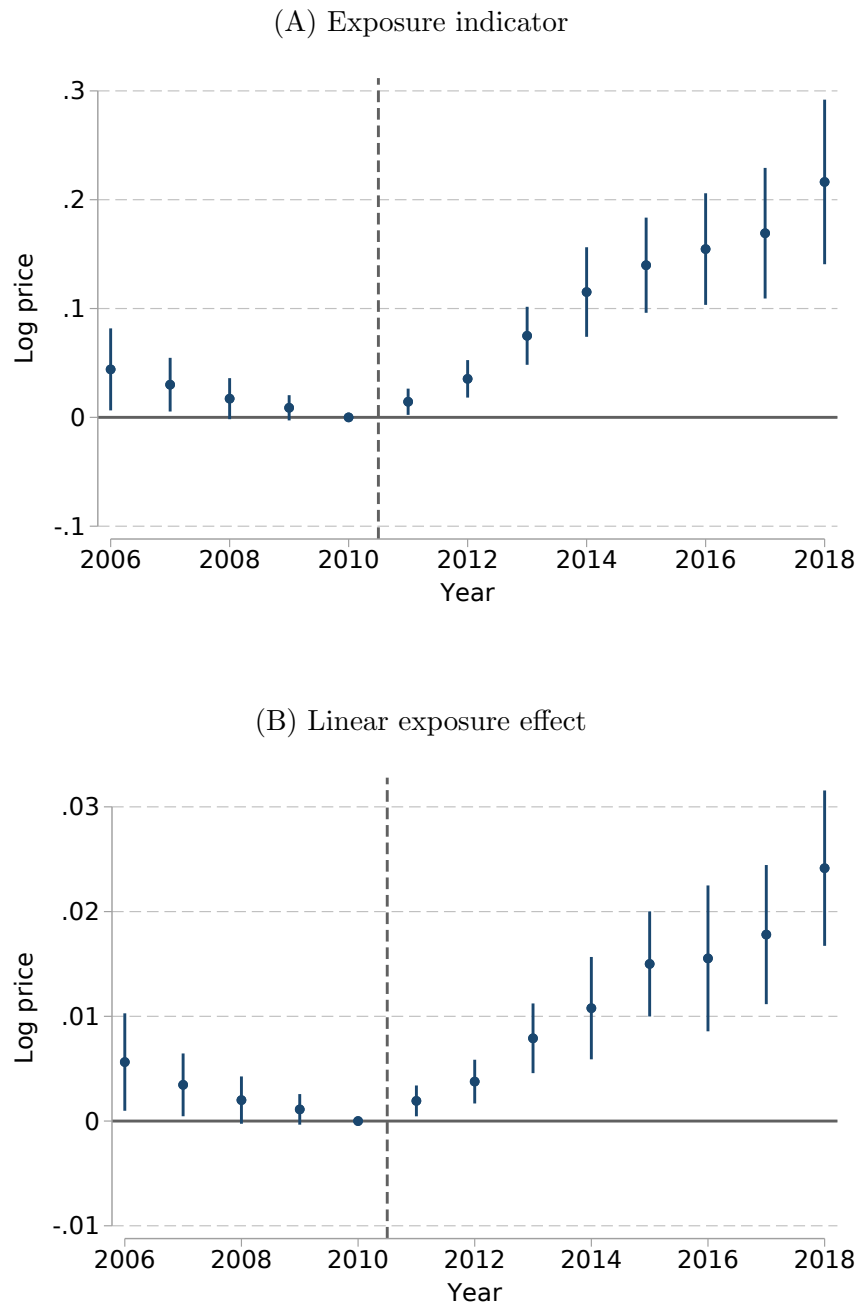 (A) Exposure indicator
.3
.2
.1
0
-.1
Log price
2006 2008 2010 2012 2014 2016 2018
Year
(B) Linear exposure effect
.03
.02
.01
0
-.01
Log price
2006 2008 2010 2012 2014 2016 2018
Year